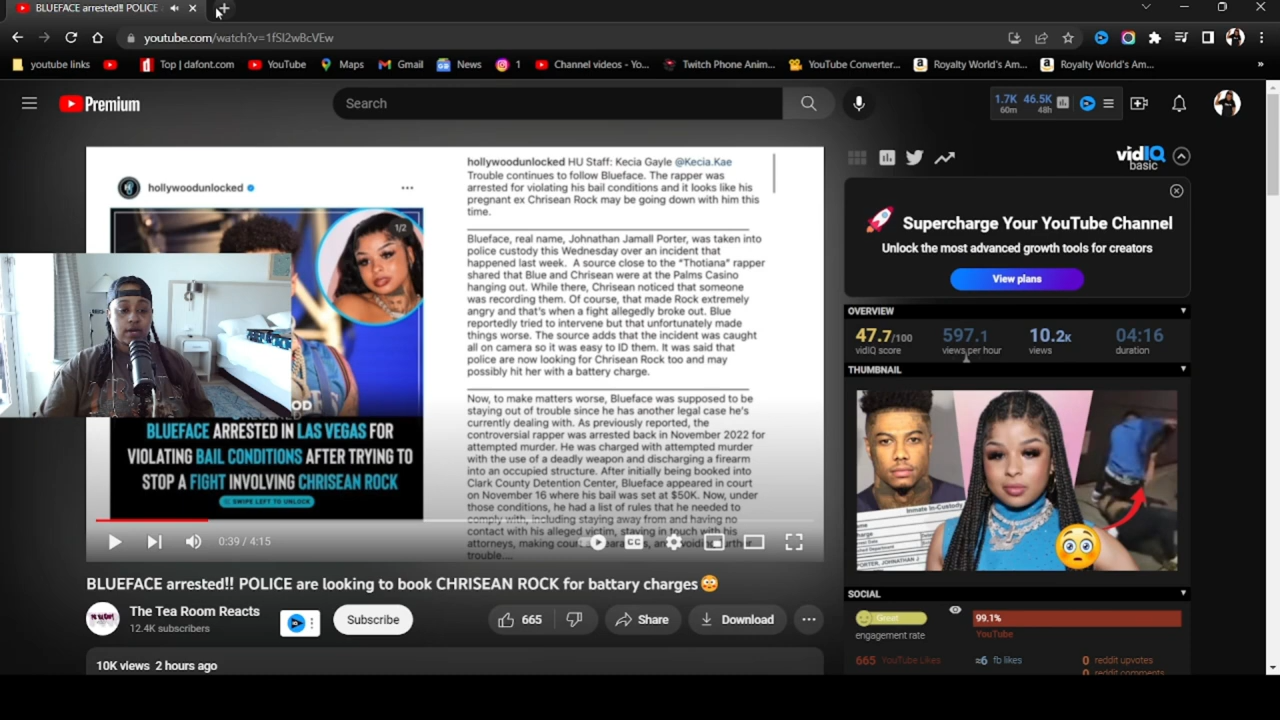 BLUEFACE arrested!! POLICE
youtube.com/watch?v=1fSl2wBcVEw
youtube links
Top | dafont.com
YouTube
Maps
Gmail
News
1
Channel videos - Yo...
Twitch Phone Anim...
YouTube Converter...
Royalty World's Am...
Royalty World's Am...
»
Premium
Search
1.7K 46.5K
60m 48h
hollywoodunlocked
1/2
BLUEFACE ARRESTED IN LAS VEGAS FOR
VIOLATING BAIL CONDITIONS AFTER TRYING TO
STOP A FIGHT INVOLVING CHRISEAN ROCK
SWIPE LEFT TO UNLOCK
hollywoodunlocked HU Staff: Kecia Gayle @Kecia.Kae
Trouble continues to follow Blueface. The rapper was
arrested for violating his bail conditions and it looks like his
pregnant ex Chrisean Rock may be going down with him this
time.
Blueface, real name, Johnathan Jamall Porter, was taken into
police custody this Wednesday over an incident that
happened last week. A source close to the "Thotiana" rapper
shared that Blue and Chrisean were at the Palms Casino
hanging out. While there, Chrisean noticed that someone
was recording them. Of course, that made Rock extremely
angry and that's when a fight allegedly broke out. Blue
reportedly tried to intervene but that unfortunately made
things worse. The source adds that the incident was caught
all on camera so it was easy to ID them. It was said that
police are now looking for Chrisean Rock too and may
possibly hit her with a battery charge.
Now, to make matters worse, Blueface was supposed to be
staying out of trouble since he has another legal case he's
currently dealing with. As previously reported, the
controversial rapper was arrested back in November 2022 for
attempted murder. He was charged with attempted murder
with the use of a deadly weapon and discharging a firearm
into an occupied structure. After initially being booked into
Clark County Detention Center, Blueface appeared in court
on November 16 where his bail was set at $50K. Now, under
those conditions, he had a list of rules that he needed to
comply with, including staying away from and having no
contact with his alleged victim, staying in touch with his
attorneys, making court
trouble....
0:39 / 4:15
CC
BLUEFACE arrested!! POLICE are looking to book CHRISEAN ROCK for battary charges
The Tea Room Reacts
12.4K subscribers
Subscribe
665
Share
Download
10K views 2 hours ago
vidIQ
basic
Supercharge Your YouTube Channel
Unlock the most advanced growth tools for creators
View plans
OVERVIEW
47.7/100
vidIQ score
597.1
views per hour
10.2K
views
04:16
duration
THUMBNAIL
Inmate In-Custody
SOCIAL
Great
engagement rate
99.1%
YouTube
665 YouTube Likes
≈6 fb likes
0 reddit upvotes
0 reddit comments